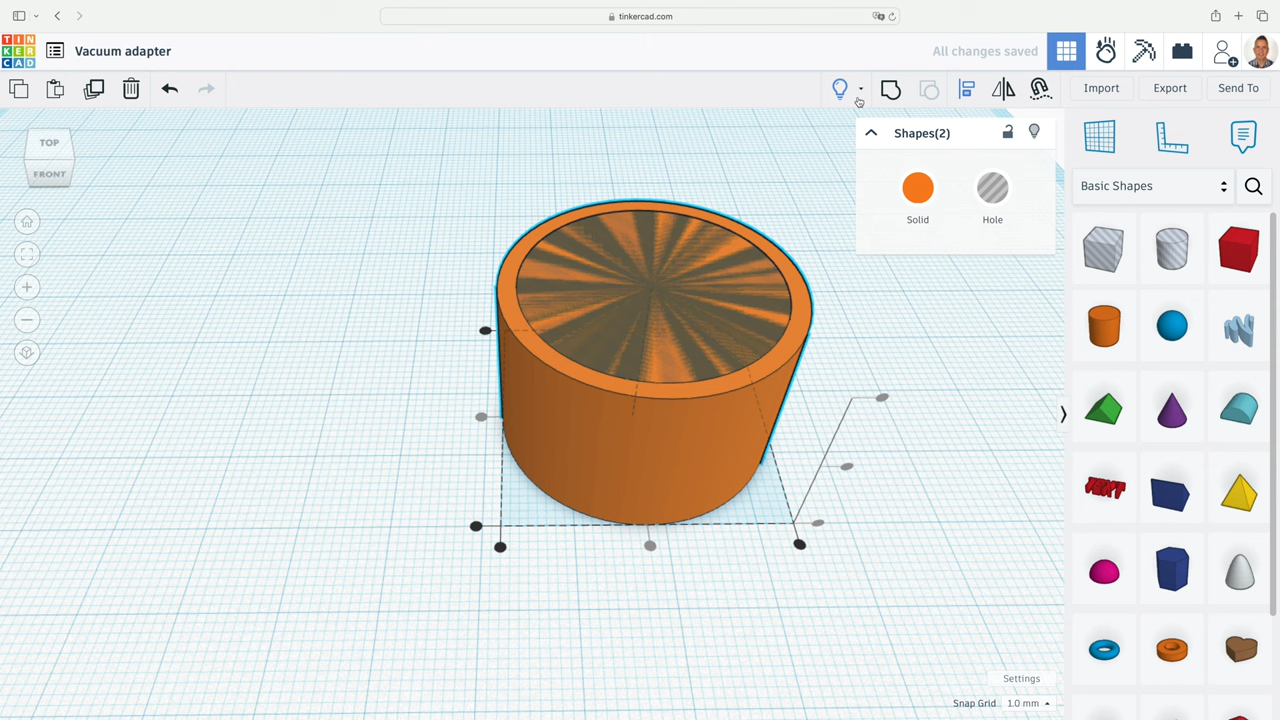 tinkercad.com
TIN
KER
CAD
Vacuum adapter
All changes saved
Import
Export
Send To
TOP
FRONT
Shapes(2)
Solid
Hole
Basic Shapes
TEXT
Settings
Snap Grid 1.0 mm